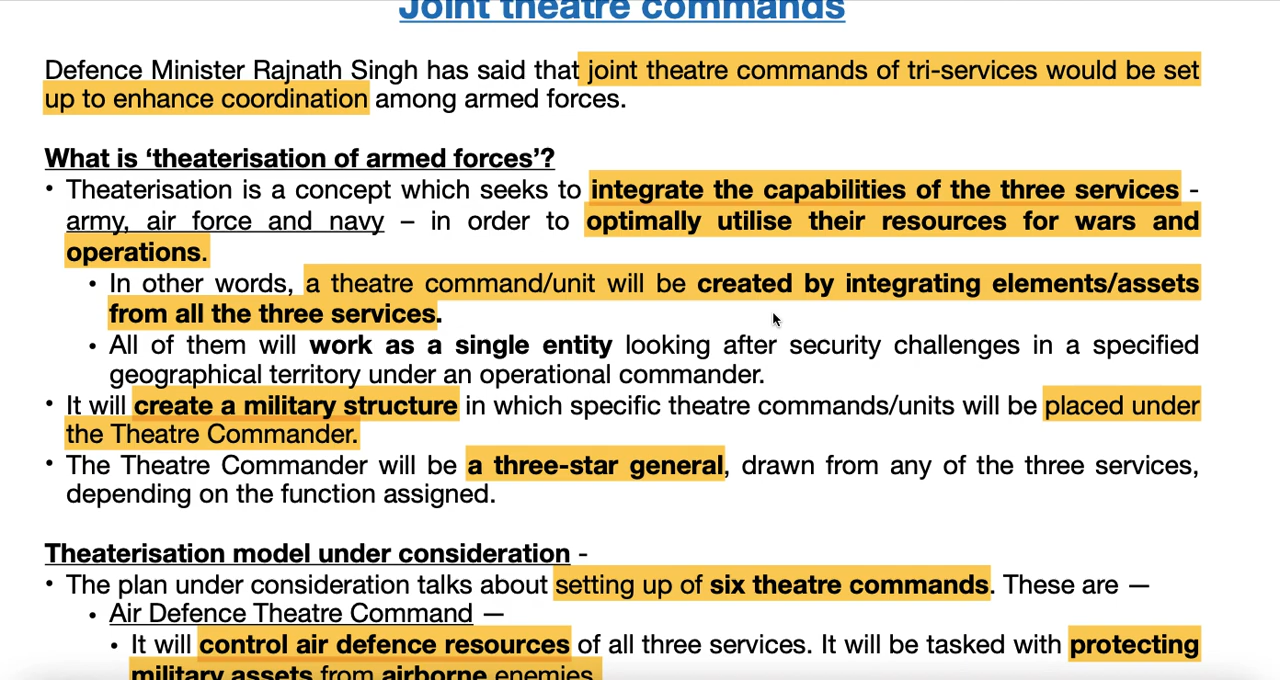 Joint theatre commands
Defence Minister Rajnath Singh has said that joint theatre commands of tri-services would be set
up to enhance coordination among armed forces.
What is ‘theaterisation of armed forces’?
• Theaterisation is a concept which seeks to integrate the capabilities of the three services -
army, air force and navy – in order to optimally utilise their resources for wars and
operations.
• In other words, a theatre command/unit will be created by integrating elements/assets
from all the three services.
• All of them will work as a single entity looking after security challenges in a specified
geographical territory under an operational commander.
• It will create a military structure in which specific theatre commands/units will be placed under
the Theatre Commander.
• The Theatre Commander will be a three-star general, drawn from any of the three services,
depending on the function assigned.
Theaterisation model under consideration -
• The plan under consideration talks about setting up of six theatre commands. These are —
• Air Defence Theatre Command —
• It will control air defence resources of all three services. It will be tasked with protecting
military assets from airborne enemies.